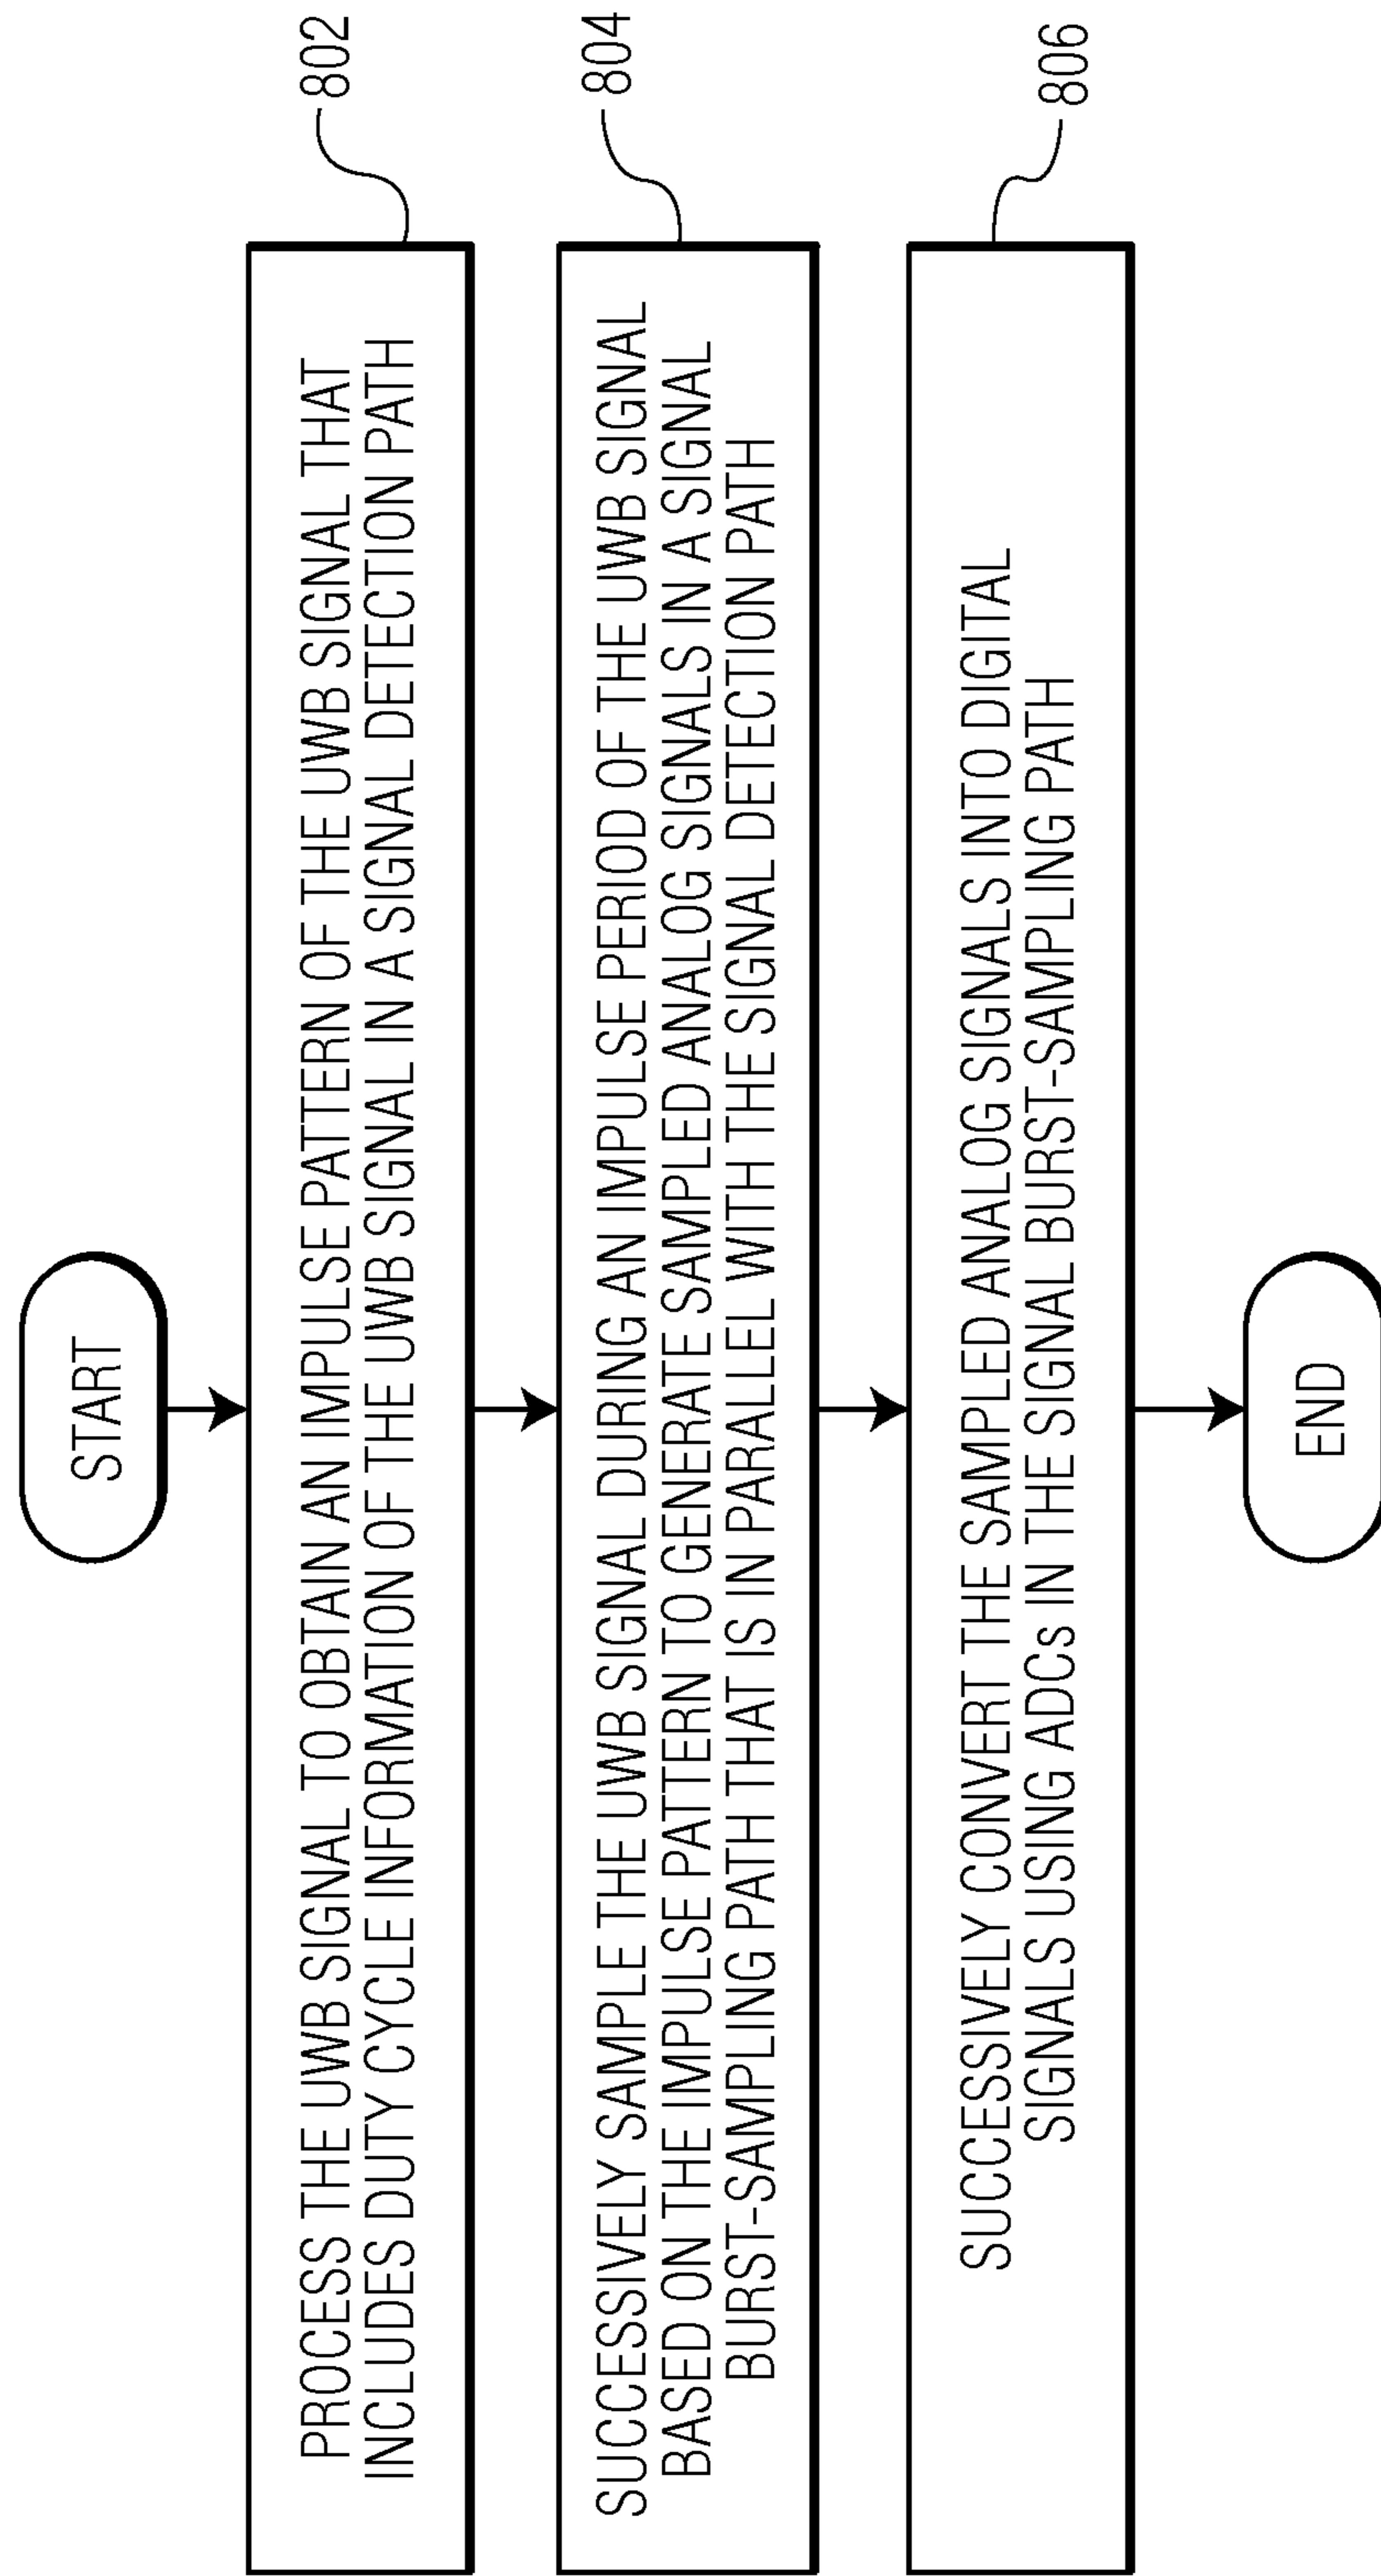 START
PROCESS THE UWB SIGNAL TO OBTAIN AN IMPULSE PATTERN OF THE UWB SIGNAL THAT
INCLUDES DUTY CYCLE INFORMATION OF THE UWB SIGNAL IN A SIGNAL DETECTION PATH
802
SUCCESSIVELY SAMPLE THE UWB SIGNAL DURING AN IMPULSE PERIOD OF THE UWB SIGNAL
BASED ON THE IMPULSE PATTERN TO GENERATE SAMPLED ANALOG SIGNALS IN A SIGNAL
BURST-SAMPLING PATH THAT IS IN PARALLEL WITH THE SIGNAL DETECTION PATH
804
SUCCESSIVELY CONVERT THE SAMPLED ANALOG SIGNALS INTO DIGITAL
SIGNALS USING ADCs IN THE SIGNAL BURST-SAMPLING PATH
806
END